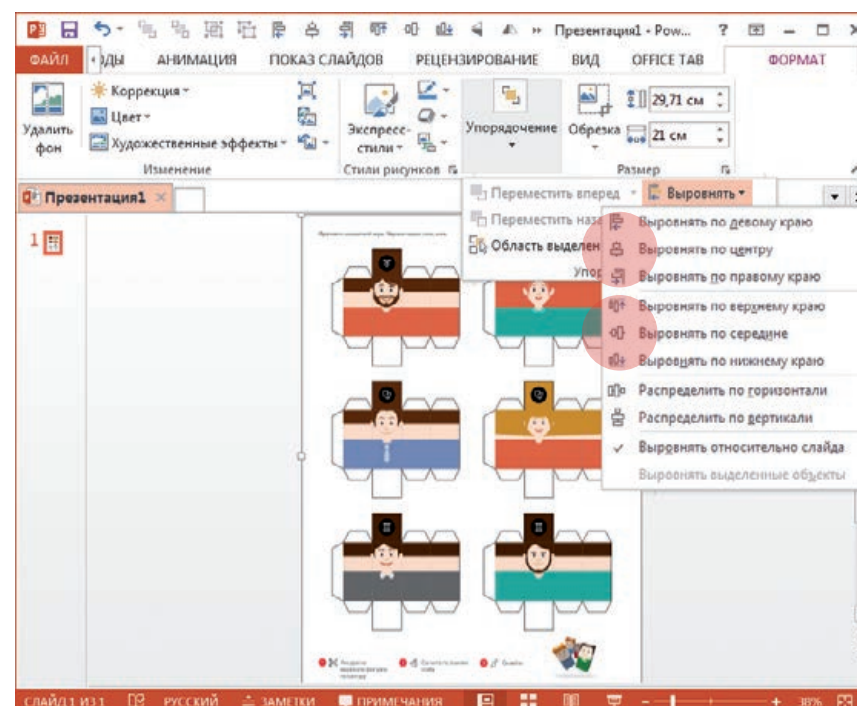 Презентация1 - Pow... ?
ФАЙЛ ОДЫ АНИМАЦИЯ ПОКАЗ СЛАЙДОВ РЕЦЕНЗИРОВАНИЕ ВИД OFFICE TAB ФОРМАТ
Удалить фон
Коррекция
Цвет
Художественные эффекты
Изменение
Экспресс-
стили
Стили рисунков
Упорядочение
Обрезка
29,71 см
21 см
Размер
Презентация1
Переместить вперед
Переместить наза
Область выделен
Упор
Выровнять
Выровнять по левому краю
Выровнять по центру
Выровнять по правому краю
Выровнять по верхнему краю
Выровнять по середине
Выровнять по нижнему краю
Распределить по горизонтали
Распределить по вертикали
Выровнять относительно слайда
Выровнять выделенные объекты
1
СЛАЙД 1 ИЗ 1 РУССКИЙ ЗАМЕТКИ ПРИМЕЧАНИЯ 38%